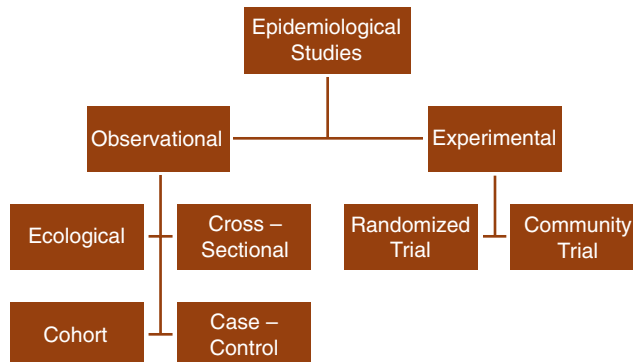 Epidemiological
Studies
Observational
Experimental
Ecological
Cross –
Sectional
Randomized
Trial
Community
Trial
Cohort
Case –
Control